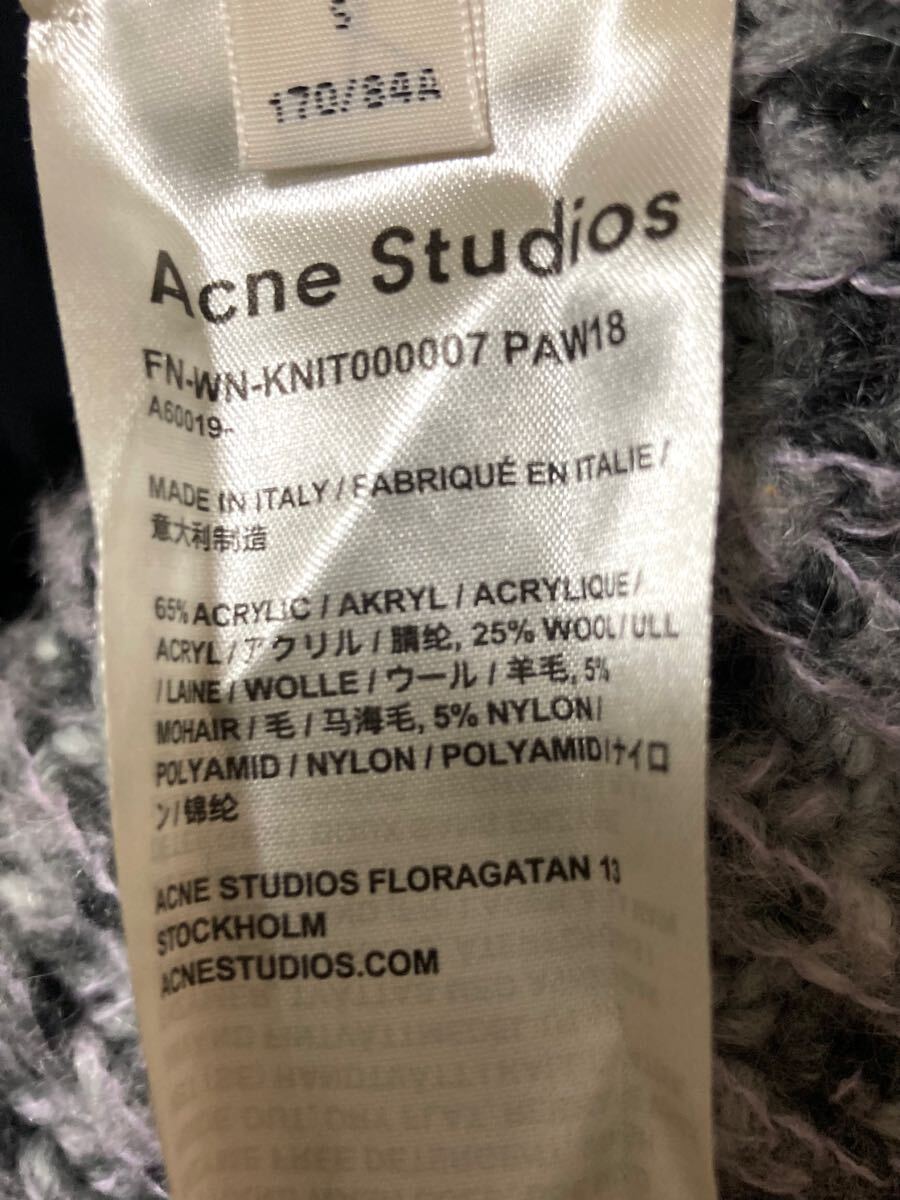 S
170/84A
Acne Studios
FN-WN-KNIT000007 PAW18
A60019-
MADE IN ITALY / FABRIQUÉ EN ITALIE /
意大利制造
65% ACRYLIC / AKRYL / ACRYLIQUE /
ACRYL / アクリル / 腈纶, 25% WOOL / ULL
/ LAINE / WOLLE / ウール / 羊毛, 5%
MOHAIR / 毛 / 马海毛, 5% NYLON /
POLYAMID / NYLON / POLYAMID / ナイロ
ン / 锦纶
ACNE STUDIOS FLORAGATAN 13
STOCKHOLM
ACNESTUDIOS.COM